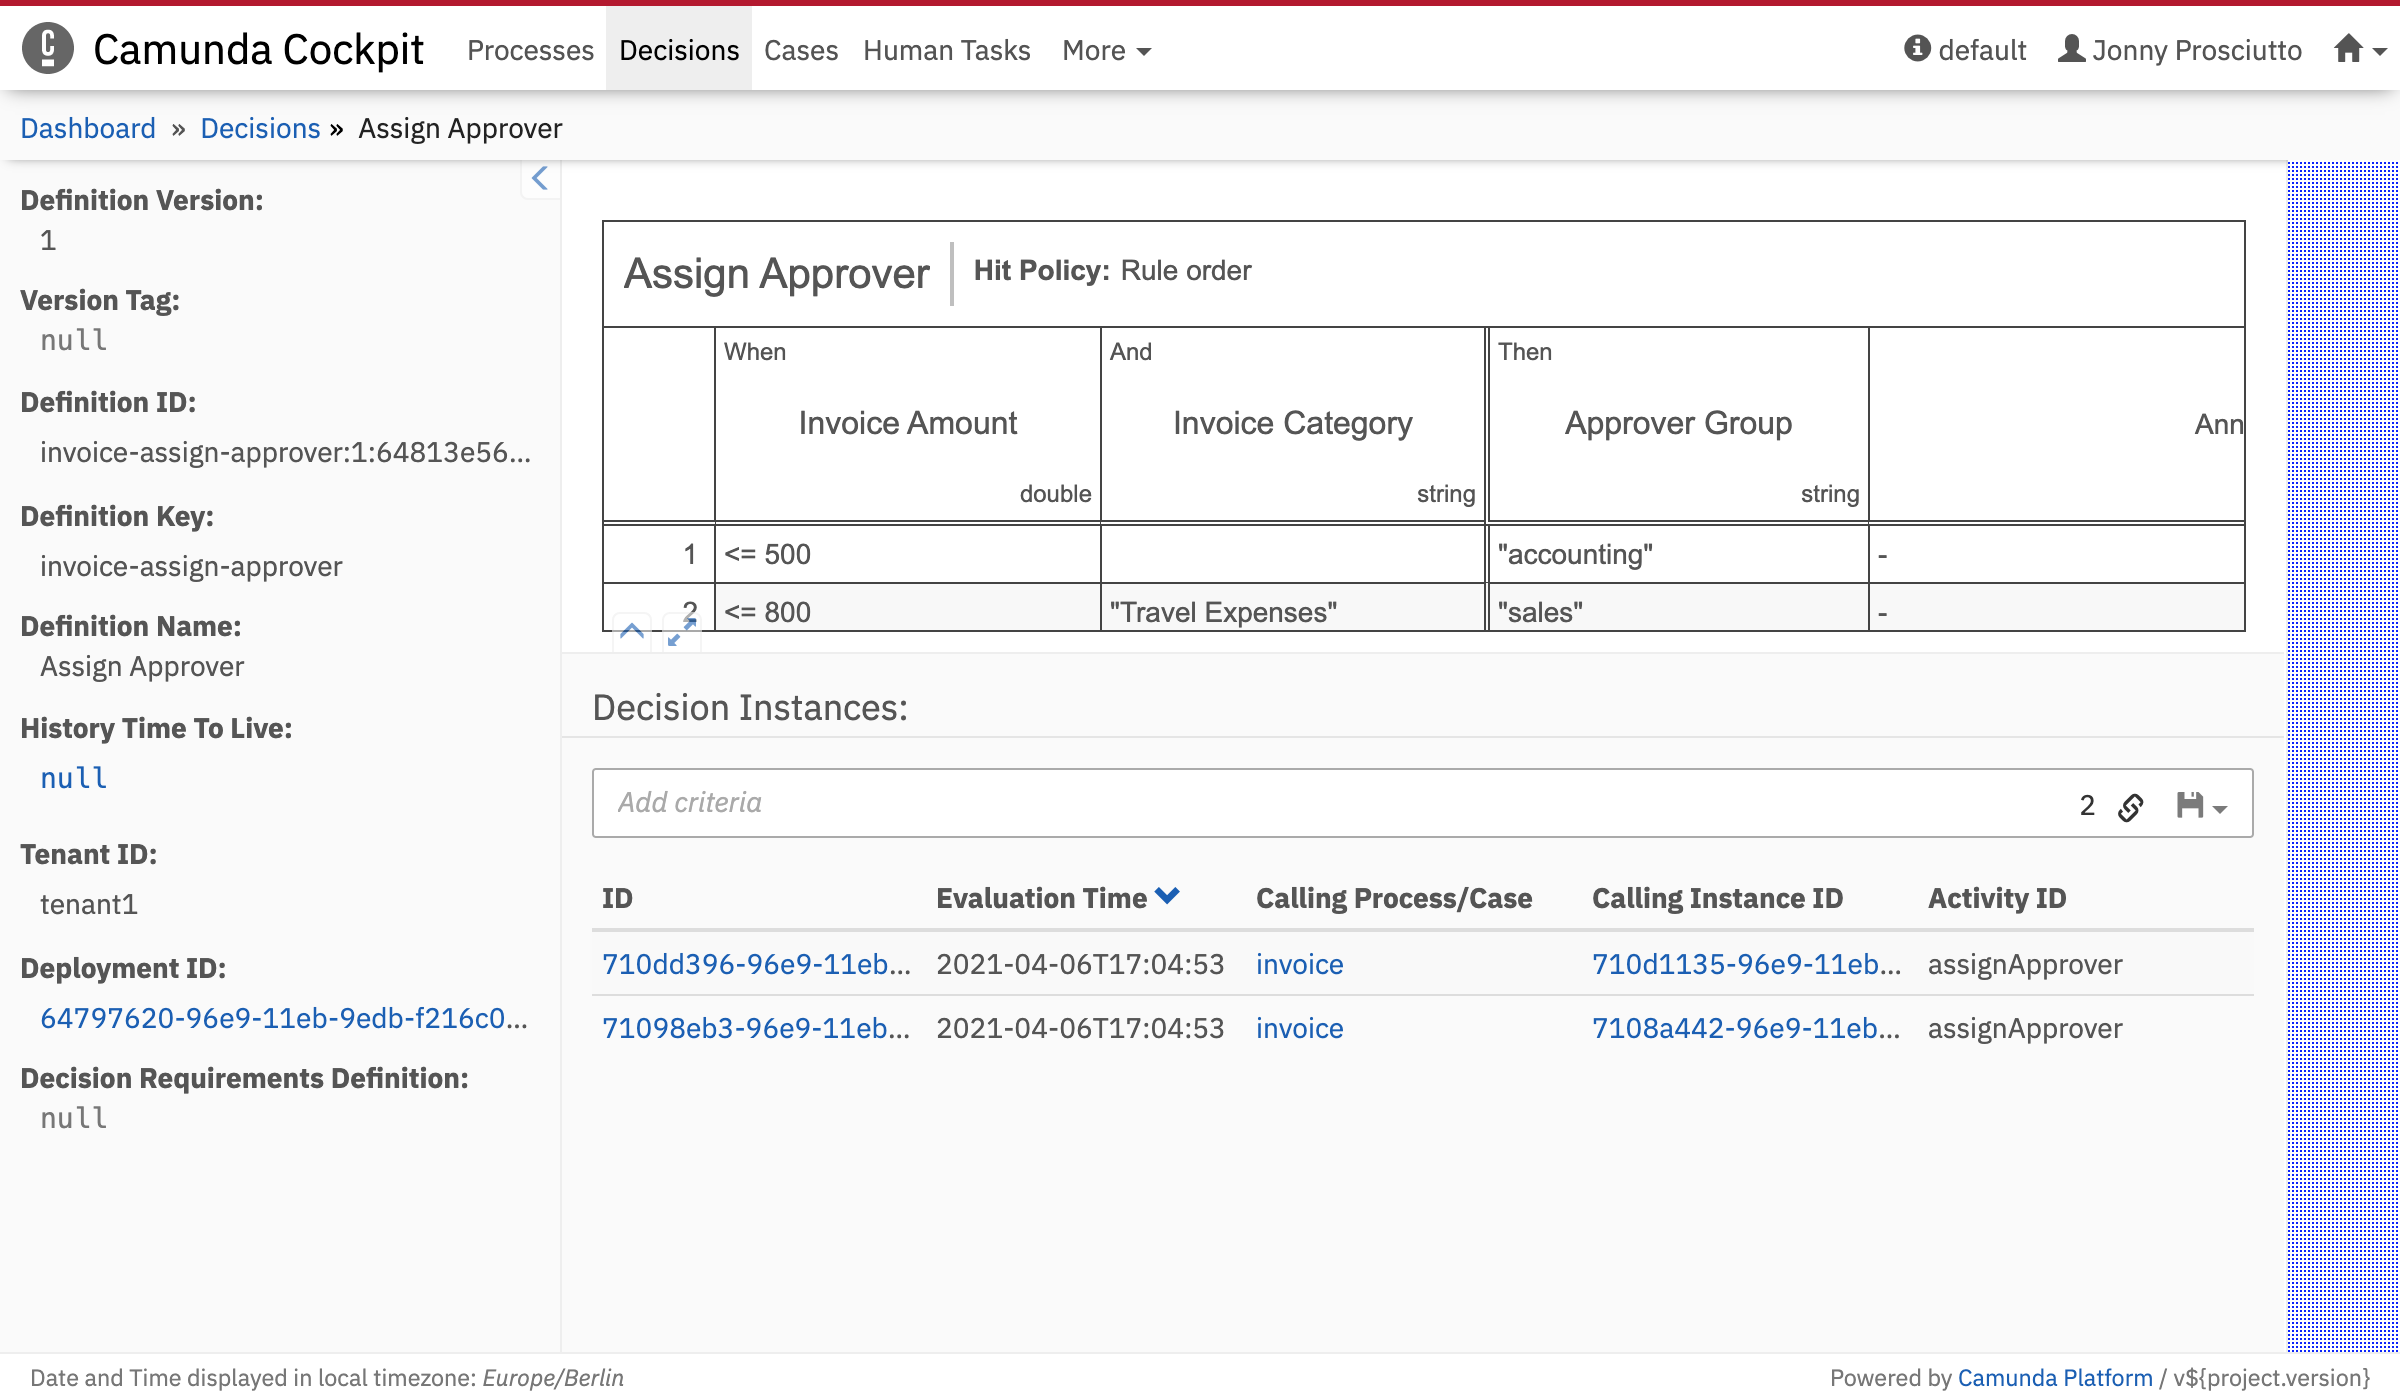 Camunda Cockpit Processes Decisions Cases Human Tasks More default Jonny Prosciutto
Dashboard » Decisions » Assign Approver
Definition Version:
1
Version Tag:
null
Definition ID:
invoice-assign-approver:1:64813e56...
Definition Key:
invoice-assign-approver
Definition Name:
Assign Approver
History Time To Live:
null
Tenant ID:
tenant1
Deployment ID:
64797620-96e9-11eb-9edb-f216c0...
Decision Requirements Definition:
null
Assign Approver Hit Policy: Rule order
When And Then
Invoice Amount Invoice Category Approver Group Ann
double string string
1 <= 500 "accounting" -
2 <= 800 "Travel Expenses" "sales" -
Decision Instances:
Add criteria 2
ID Evaluation Time Calling Process/Case Calling Instance ID Activity ID
710dd396-96e9-11eb... 2021-04-06T17:04:53 invoice 710d1135-96e9-11eb... assignApprover
71098eb3-96e9-11eb... 2021-04-06T17:04:53 invoice 7108a442-96e9-11eb... assignApprover
Date and Time displayed in local timezone: Europe/Berlin Powered by Camunda Platform / v${project.version}